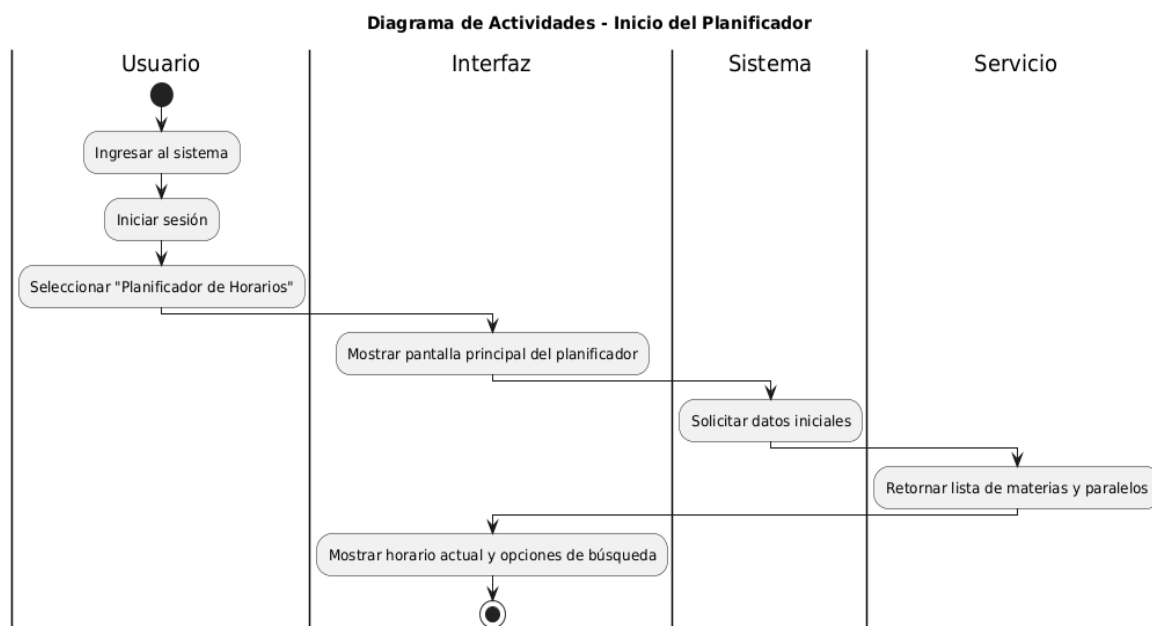 Diagrama de Actividades - Inicio del Planificador
Usuario
Interfaz
Sistema
Servicio
Ingresar al sistema
Iniciar sesión
Seleccionar "Planificador de Horarios"
Mostrar pantalla principal del planificador
Solicitar datos iniciales
Retornar lista de materias y paralelos
Mostrar horario actual y opciones de búsqueda